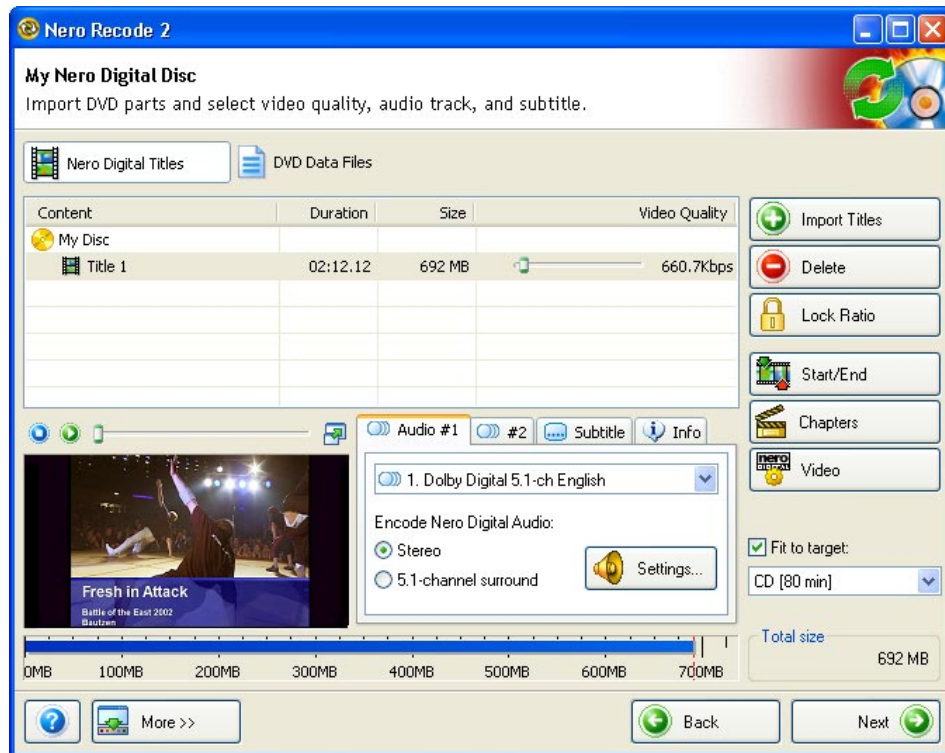 Nero Recode 2
My Nero Digital Disc
Import DVD parts and select video quality, audio track, and subtitle.
Nero Digital Titles
DVD Data Files
Content Duration Size Video Quality
My Disc
Title 1 02:12.12 692 MB 660.7Kbps
Import Titles
Delete
Lock Ratio
Start/End
Chapters
nero DIGITAL Video
Audio #1 #2 Subtitle Info
1. Dolby Digital 5.1-ch English
Encode Nero Digital Audio:
Stereo
5.1-channel surround
Settings...
Fit to target:
CD [80 min]
Fresh in Attack
Battle of the East 2002
Bautzen
0MB 100MB 200MB 300MB 400MB 500MB 600MB 700MB
Total size
692 MB
More >>
Back
Next